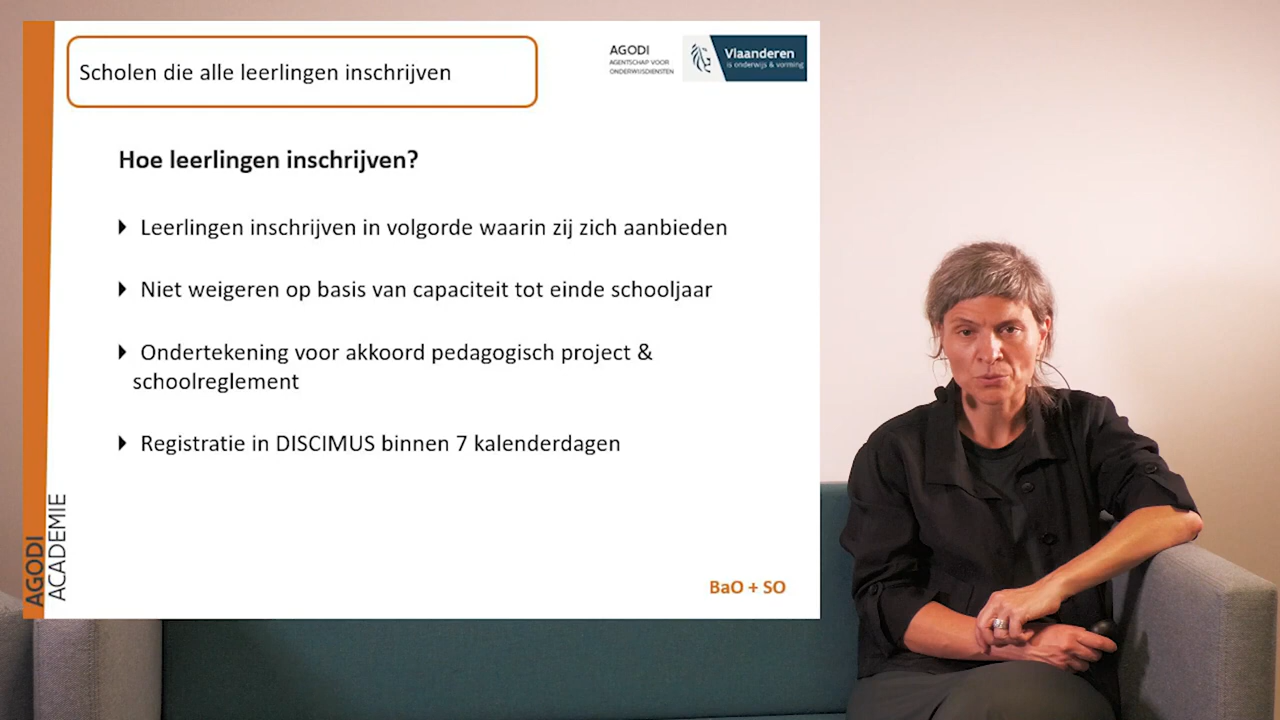 Scholen die alle leerlingen inschrijven
AGODI
AGENTSCHAP VOOR
ONDERWIJSDIENSTEN
Vlaanderen
is onderwijs & vorming
Hoe leerlingen inschrijven?
Leerlingen inschrijven in volgorde waarin zij zich aanbieden
Niet weigeren op basis van capaciteit tot einde schooljaar
Ondertekening voor akkoord pedagogisch project &
schoolreglement
Registratie in DISCIMUS binnen 7 kalenderdagen
AGODI
ACADEMIE
BaO + SO